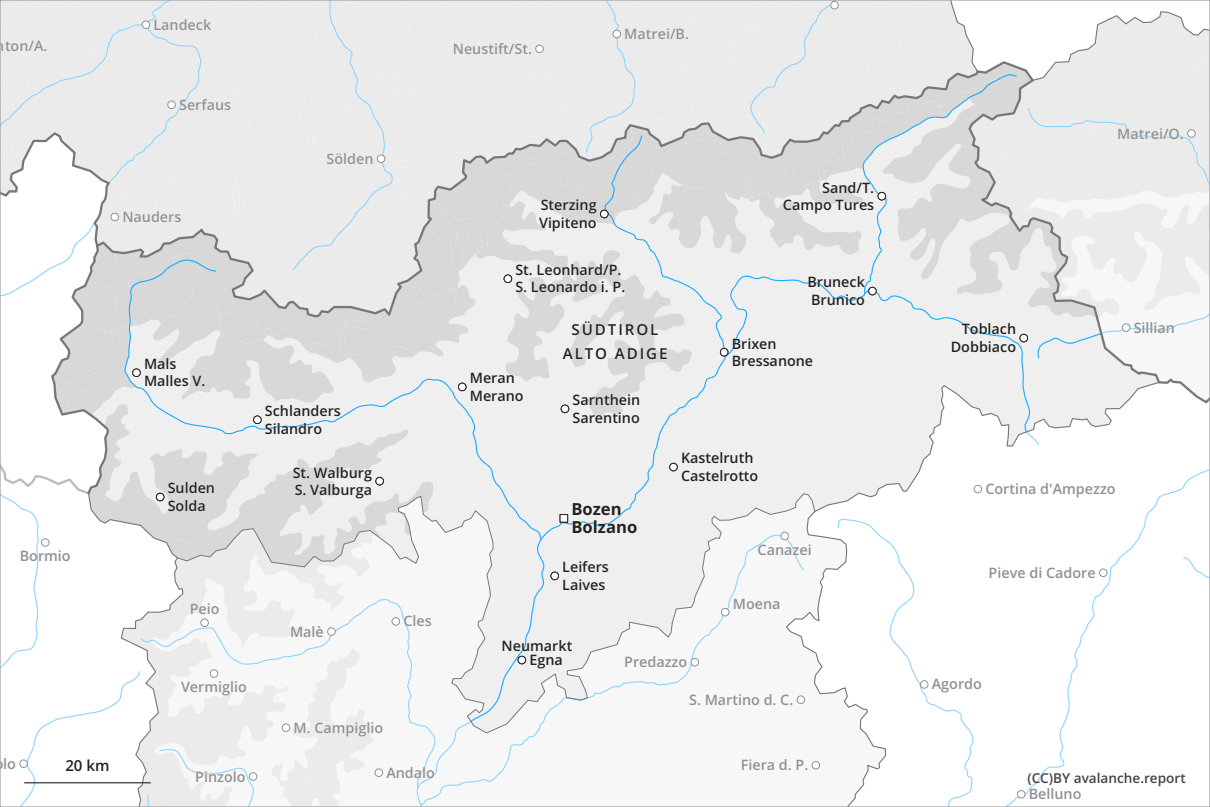 Landeck
Matrei/B.
nton/A.
Neustift/St.
Serfaus
Matrei/O.
Sölden
Sand/T.
Campo Tures
Sterzing
Vipiteno
Nauders
St. Leonhard/P.
S. Leonardo i. P.
Bruneck
Brunico
SÜDTIROL
ALTO ADIGE
Toblach
Dobbiaco
Sillian
Brixen
Bressanone
Mals
Malles V.
Meran
Merano
Sarnthein
Sarentino
Schlanders
Silandro
Kastelruth
Castelrotto
St. Walburg
S. Valburga
Sulden
Solda
Cortina d'Ampezzo
Bozen
Bolzano
Canazei
Bormio
Leifers
Laives
Pieve di Cadore
Peio
Moena
Cles
Malè
Neumarkt
Egna
Predazzo
Vermiglio
Agordo
S. Martino d. C.
M. Campiglio
20 km
olo
Pinzolo
Andalo
Fiera d. P.
(CC)BY avalanche.report
Belluno